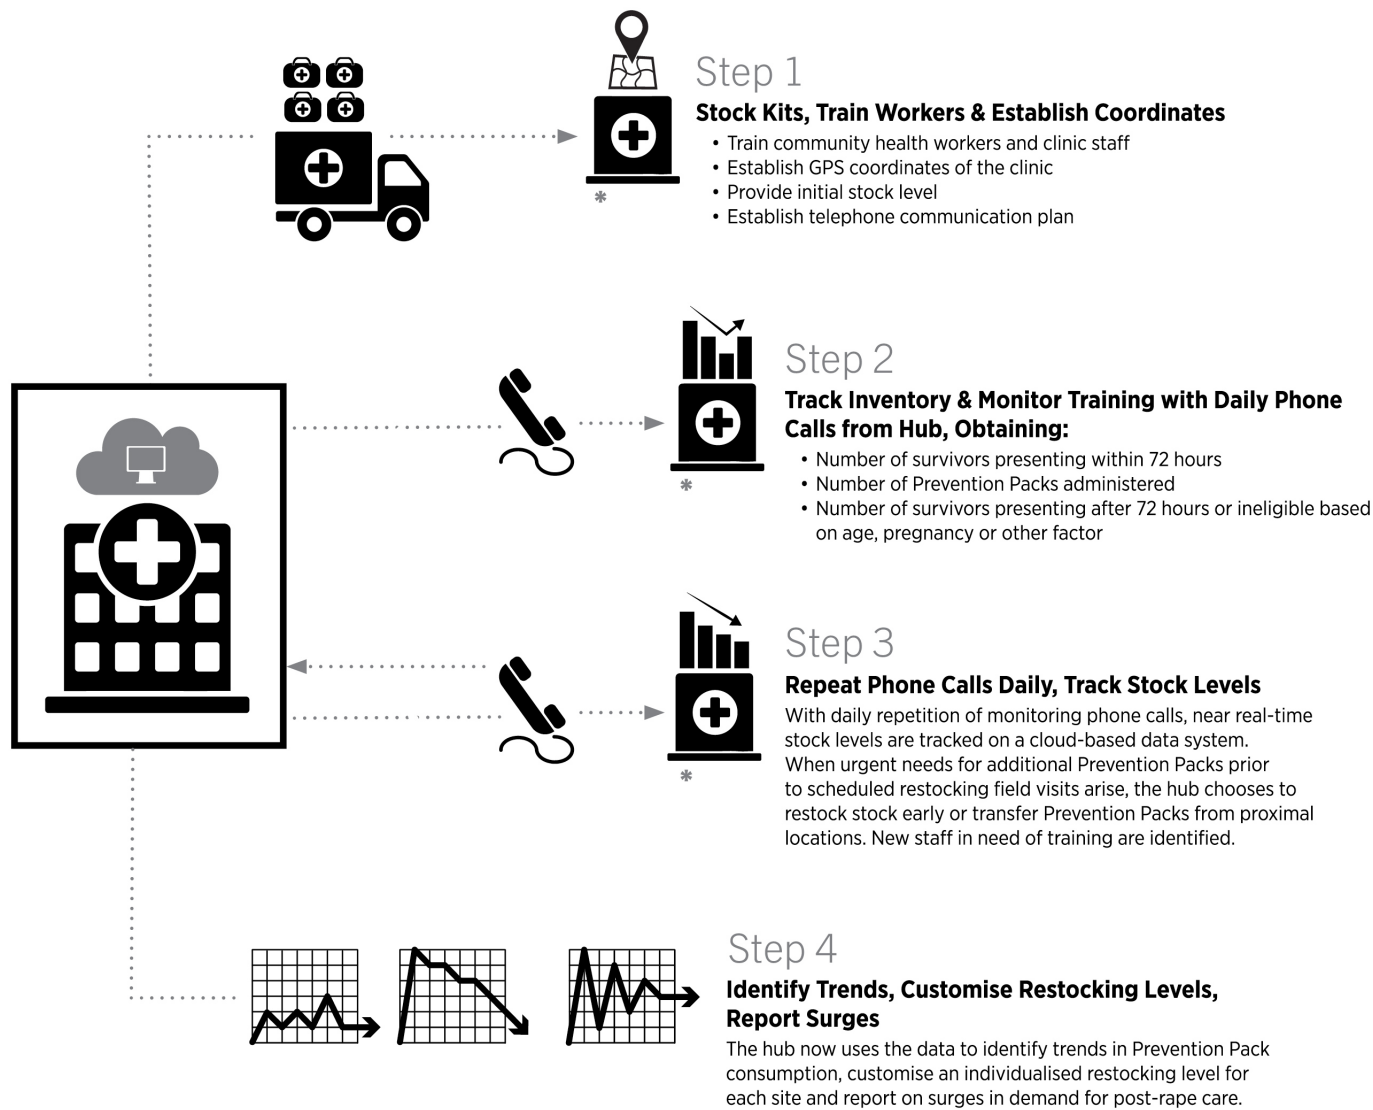 Step 1
Stock Kits, Train Workers & Establish Coordinates
• Train community health workers and clinic staff
• Establish GPS coordinates of the clinic
• Provide initial stock level
• Establish telephone communication plan
*
Step 2
Track Inventory & Monitor Training with Daily Phone
Calls from Hub, Obtaining:
• Number of survivors presenting within 72 hours
• Number of Prevention Packs administered
• Number of survivors presenting after 72 hours or ineligible based
on age, pregnancy or other factor
*
Step 3
Repeat Phone Calls Daily, Track Stock Levels
With daily repetition of monitoring phone calls, near real-time
stock levels are tracked on a cloud-based data system.
When urgent needs for additional Prevention Packs prior
to scheduled restocking field visits arise, the hub chooses to
restock stock early or transfer Prevention Packs from proximal
locations. New staff in need of training are identified.
*
Step 4
Identify Trends, Customise Restocking Levels,
Report Surges
The hub now uses the data to identify trends in Prevention Pack
consumption, customise an individualised restocking level for
each site and report on surges in demand for post-rape care.